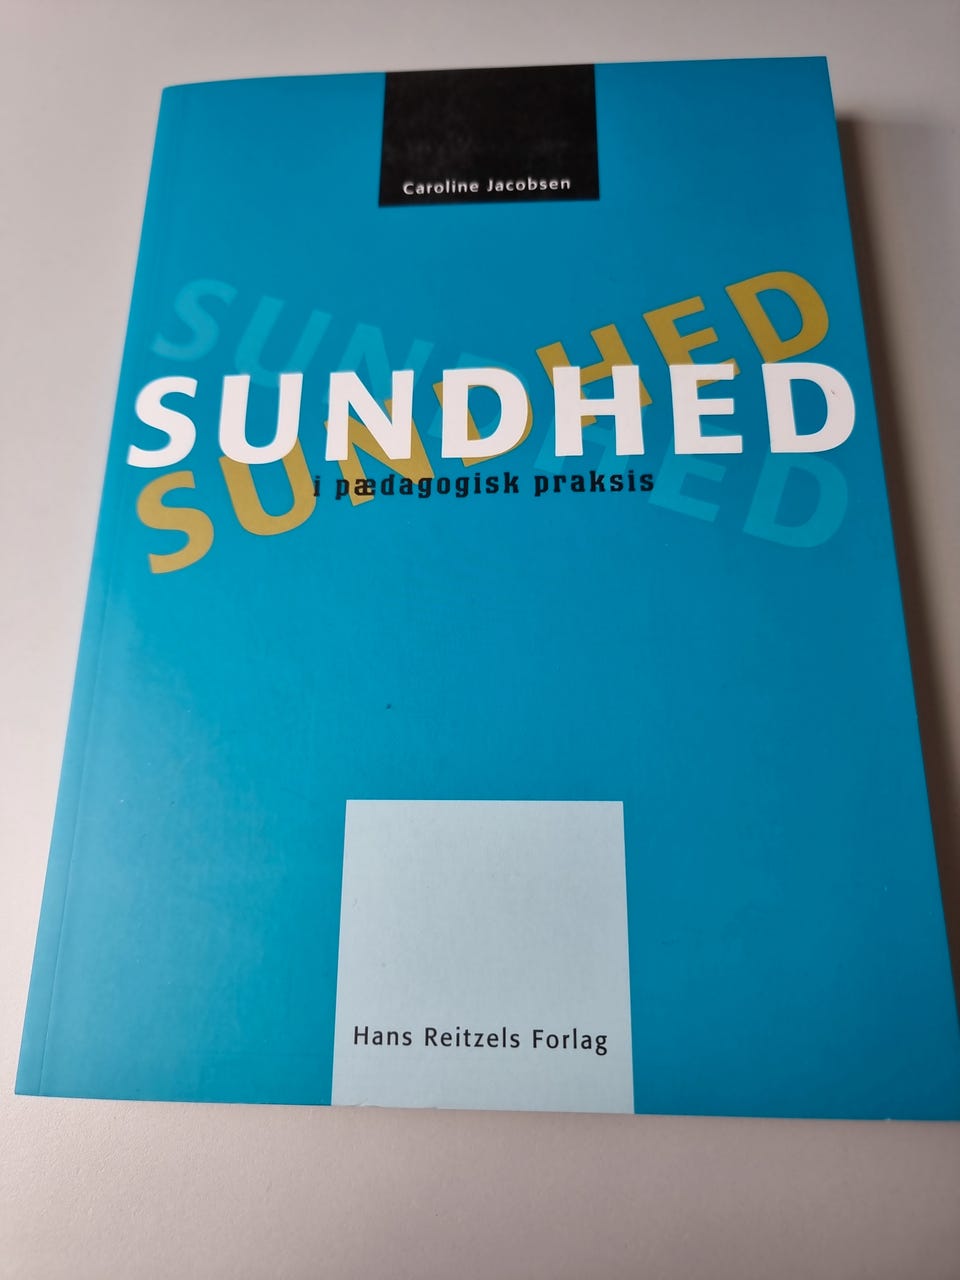 Caroline Jacobsen
SUNDHED
SUNDHED
SUNDHED
i pædagogisk praksis
Hans Reitzels Forlag